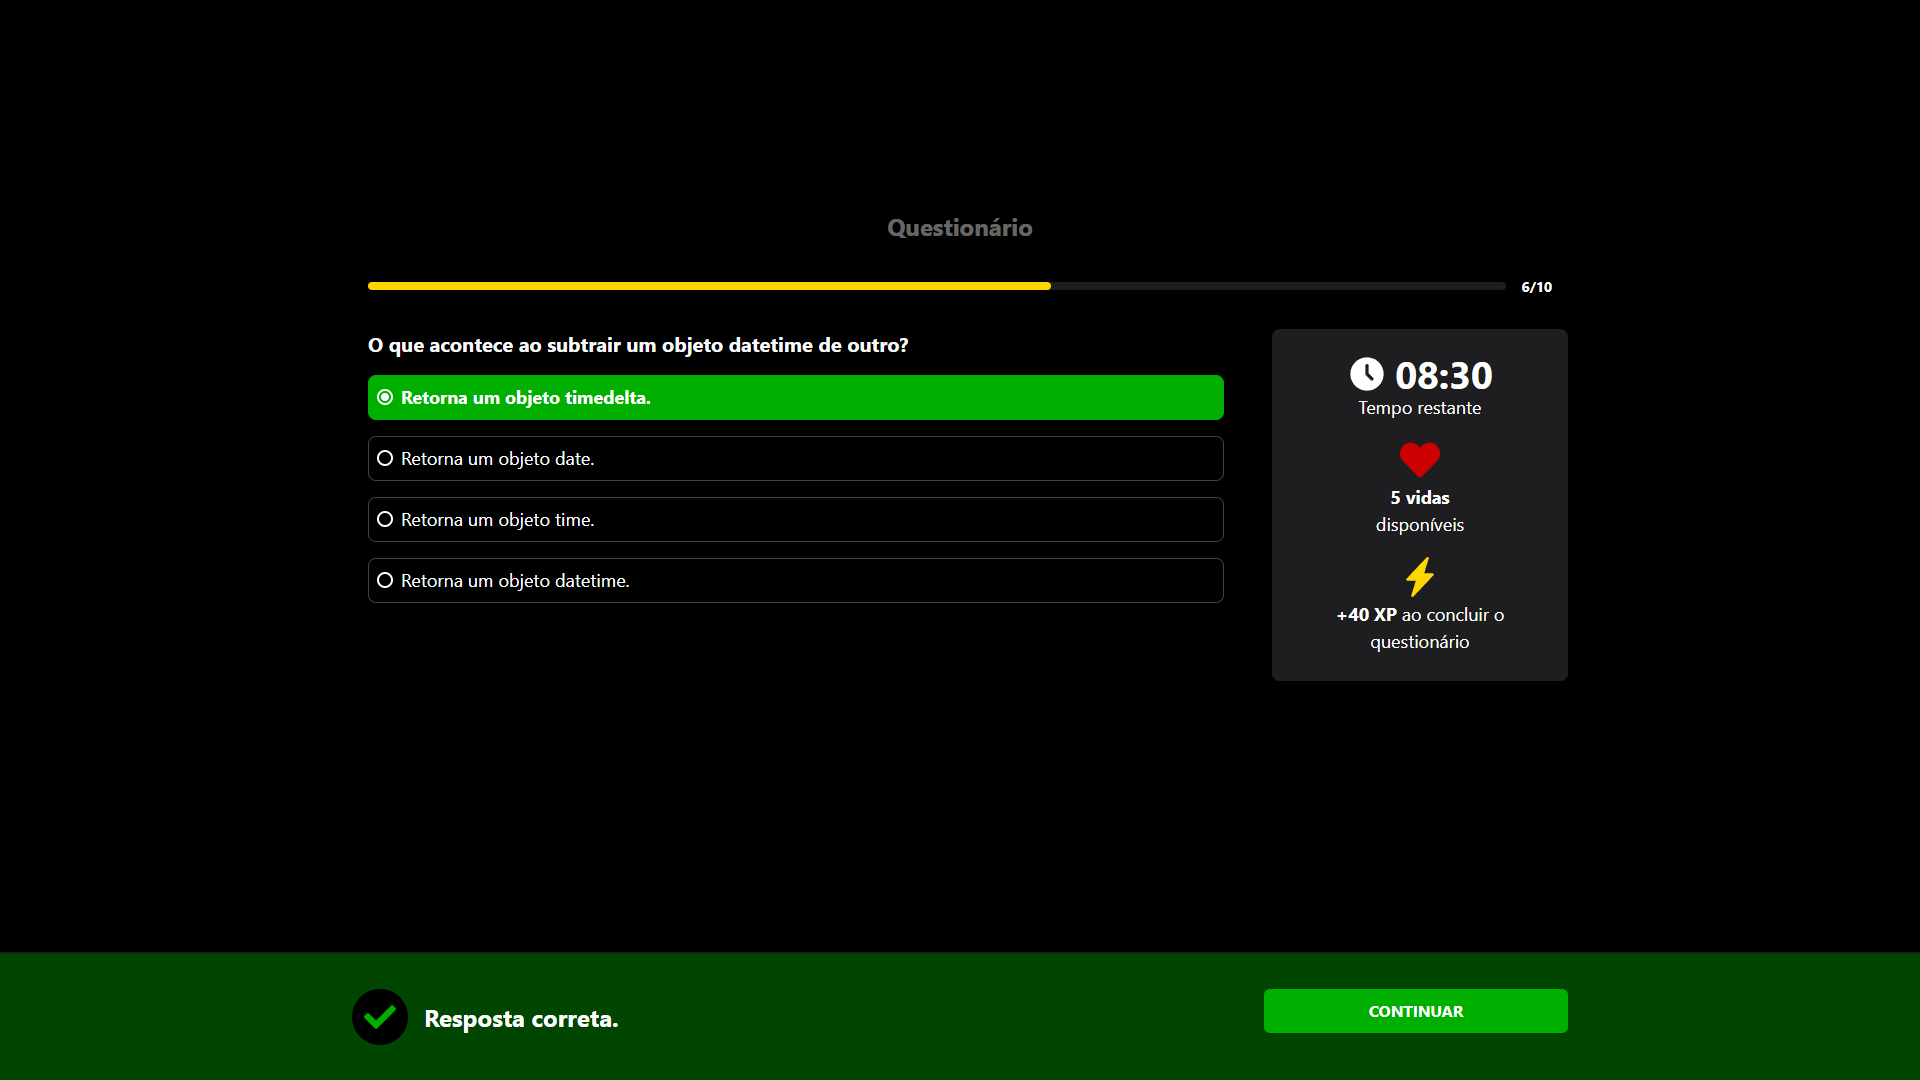 Questionário
6/10
O que acontece ao subtrair um objeto datetime de outro?
Retorna um objeto timedelta.
Retorna um objeto date.
Retorna um objeto time.
Retorna um objeto datetime.
08:30
Tempo restante
5 vidas
disponíveis
+40 XP ao concluir o
questionário
Resposta correta.
CONTINUAR